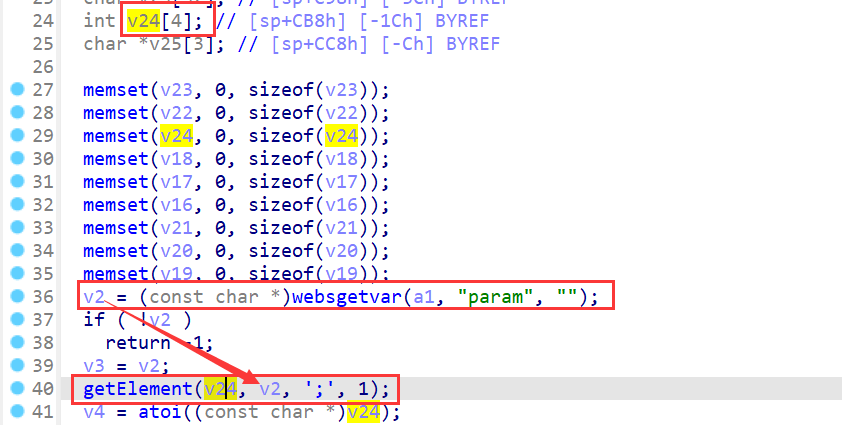 24 int v24[4]; // [sp+CB8h] [-1Ch] BYREF
25 char *v25[3]; // [sp+CC8h] [-Ch] BYREF
26
27 memset(v23, 0, sizeof(v23));
28 memset(v22, 0, sizeof(v22));
29 memset(v24, 0, sizeof(v24));
30 memset(v18, 0, sizeof(v18));
31 memset(v17, 0, sizeof(v17));
32 memset(v16, 0, sizeof(v16));
33 memset(v21, 0, sizeof(v21));
34 memset(v20, 0, sizeof(v20));
35 memset(v19, 0, sizeof(v19));
36 v2 = (const char *)websgetvar(a1, "param", "");
37 if ( !v2 )
38 return -1;
39 v3 = v2;
40 getElement(v24, v2, ';', 1);
41 v4 = atoi((const char *)v24);